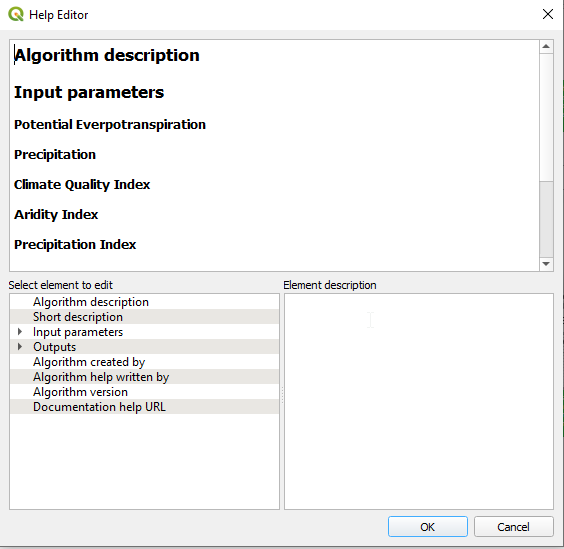 Help Editor
Algorithm description
Input parameters
Potential Everpotranspiration
Precipitation
Climate Quality Index
Aridity Index
Precipitation Index
Select element to edit
Element description
Algorithm description
Short description
Input parameters
Outputs
Algorithm created by
Algorithm help written by
Algorithm version
Documentation help URL
OK
Cancel